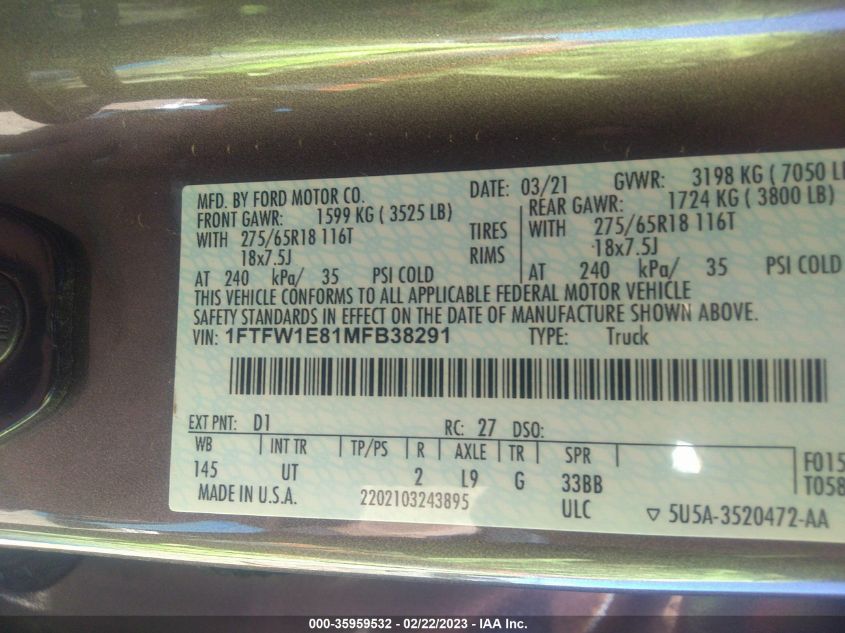 MFD. BY FORD MOTOR CO.
DATE: 03/21 GVWR: 3198 KG ( 7050 L
FRONT GAWR: 1599 KG ( 3525 LB)
REAR GAWR: 1724 KG ( 3800 LB)
WITH 275/65R18 116T TIRES WITH 275/65R18 116T
18x7.5J RIMS 18x7.5J
AT 240 kPa/ 35 PSI COLD AT 240 kPa/ 35 PSI COLD
THIS VEHICLE CONFORMS TO ALL APPLICABLE FEDERAL MOTOR VEHICLE
SAFETY STANDARDS IN EFFECT ON THE DATE OF MANUFACTURE SHOWN ABOVE.
VIN: 1FTFW1E81MFB38291 TYPE: Truck
EXT PNT: D1 RC: 27 DSO:
WB INT TR TP/PS R AXLE TR SPR
145 UT 2 L9 G 33BB
F015
T058
MADE IN U.S.A. 2202103243895 ULC ▽ 5U5A-3520472-AA
000-35959532 - 02/22/2023 - IAA Inc.